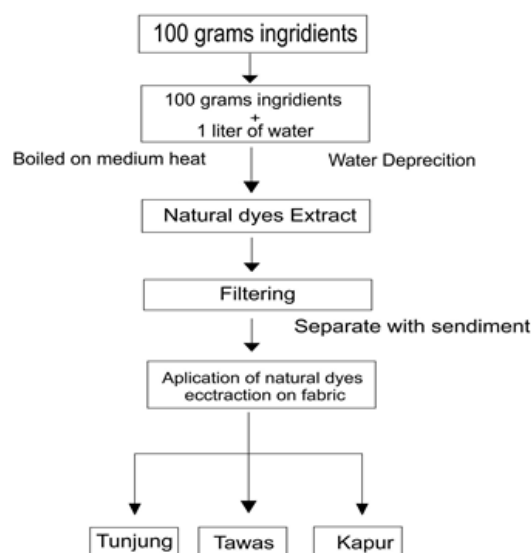 100 grams ingridients
100 grams ingridients
+
1 liter of water
Boiled on medium heat
Water Deprecition
Natural dyes Extract
Filtering
Separate with sendiment
Aplication of natural dyes
ecctraction on fabric
Tunjung
Tawas
Kapur